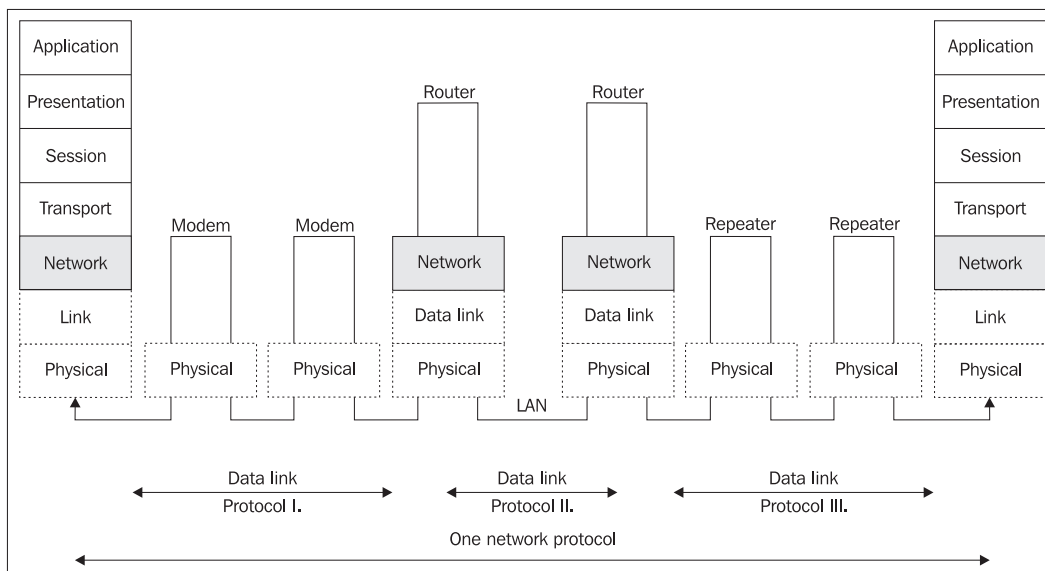 Application
Application
Router
Router
Presentation
Presentation
Session
Session
Transport
Modem
Modem
Repeater
Repeater
Transport
Network
Network
Network
Network
Link
Data link
Data link
Link
Physical
Physical
Physical
Physical
Physical
Physical
Physical
Physical
LAN
Data link
Protocol I.
Data link
Protocol II.
Data link
Protocol III.
One network protocol